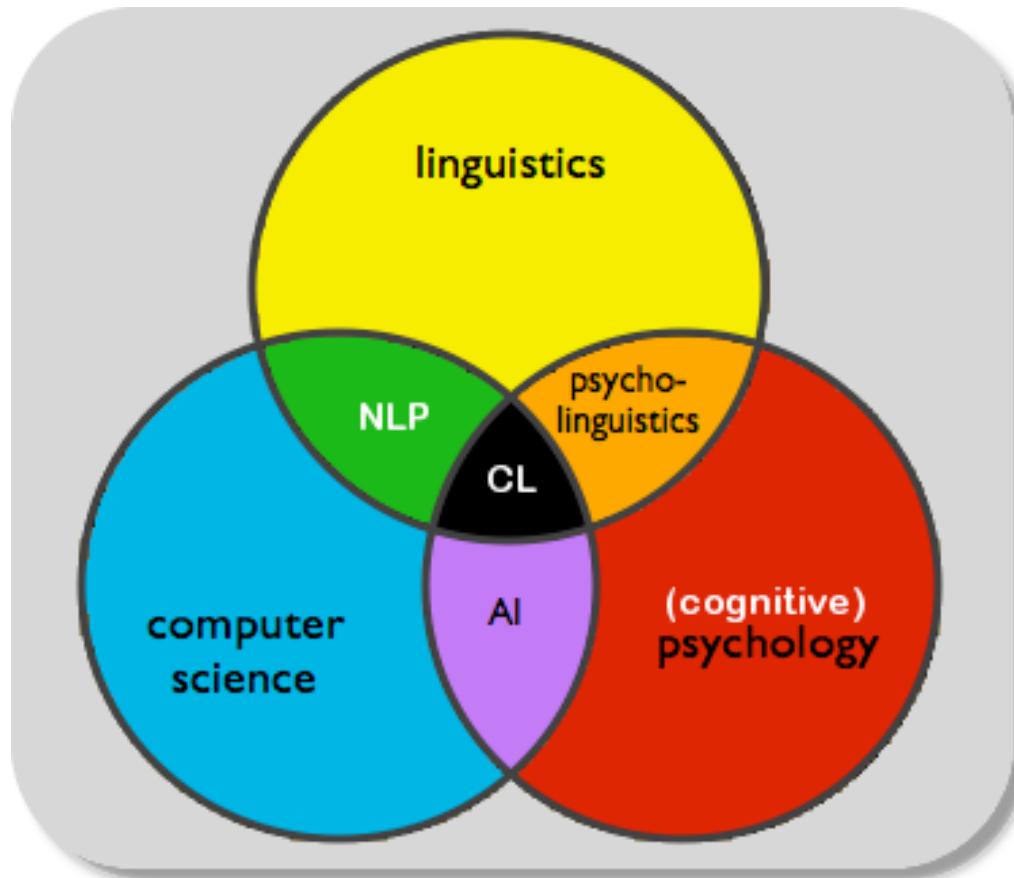 linguistics
NLP
psycho-
linguistics
CL
AI
computer
science
(cognitive)
psychology